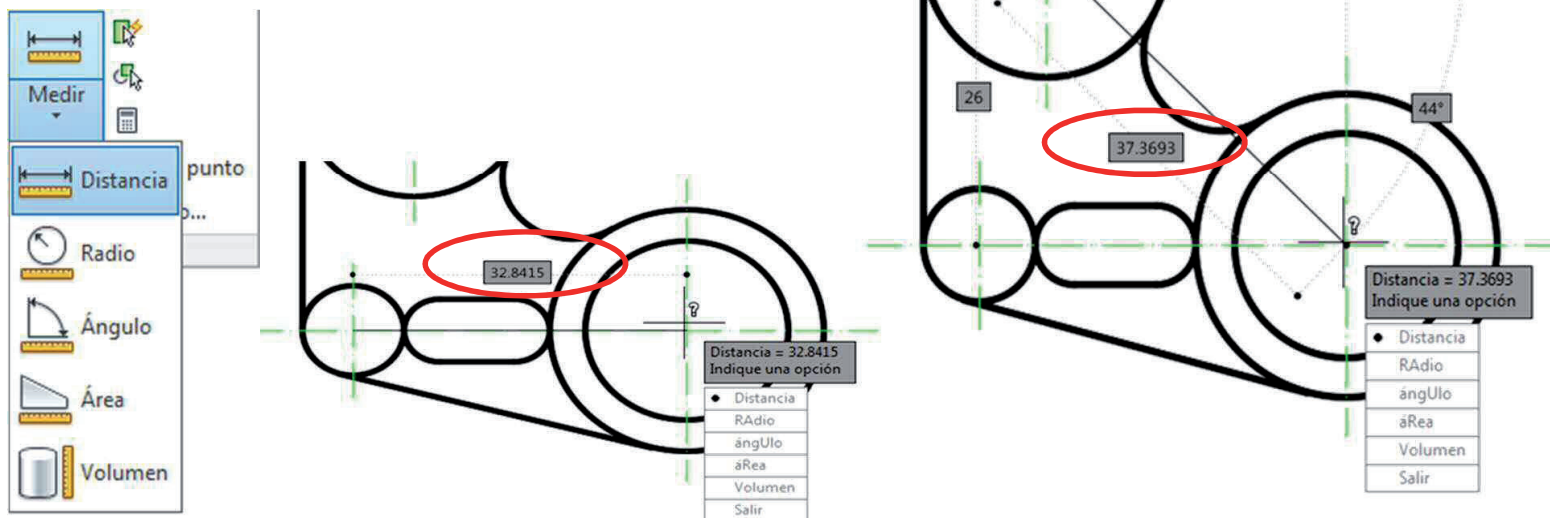 Medir
Distancia
punto
Radio
Ángulo
Área
Volumen
32.8415
Distancia = 32.8415
Indique una opción
Distancia
RAdio
ángUlo
áRea
Volumen
Salir
26
37.3693
44°
Distancia = 37.3693
Indique una opción
Distancia
RAdio
ángUlo
áRea
Volumen
Salir